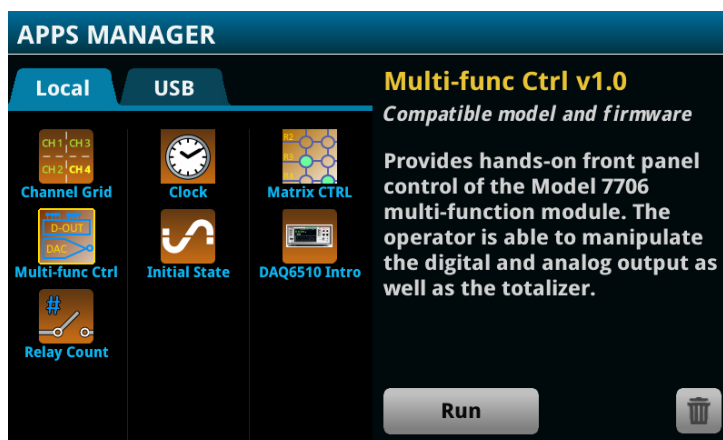 APPS MANAGER
Local
USB
CH 1 CH 3
CH 2 CH 4
Channel Grid
Clock
R2
R3
Matrix CTRL
D-OUT
DAC
Multi-func Ctrl
Initial State
DAQ6510 Intro
#
Relay Count
Multi-func Ctrl v1.0
Compatible model and firmware
Provides hands-on front panel
control of the Model 7706
multi-function module. The
operator is able to manipulate
the digital and analog output as
well as the totalizer.
Run